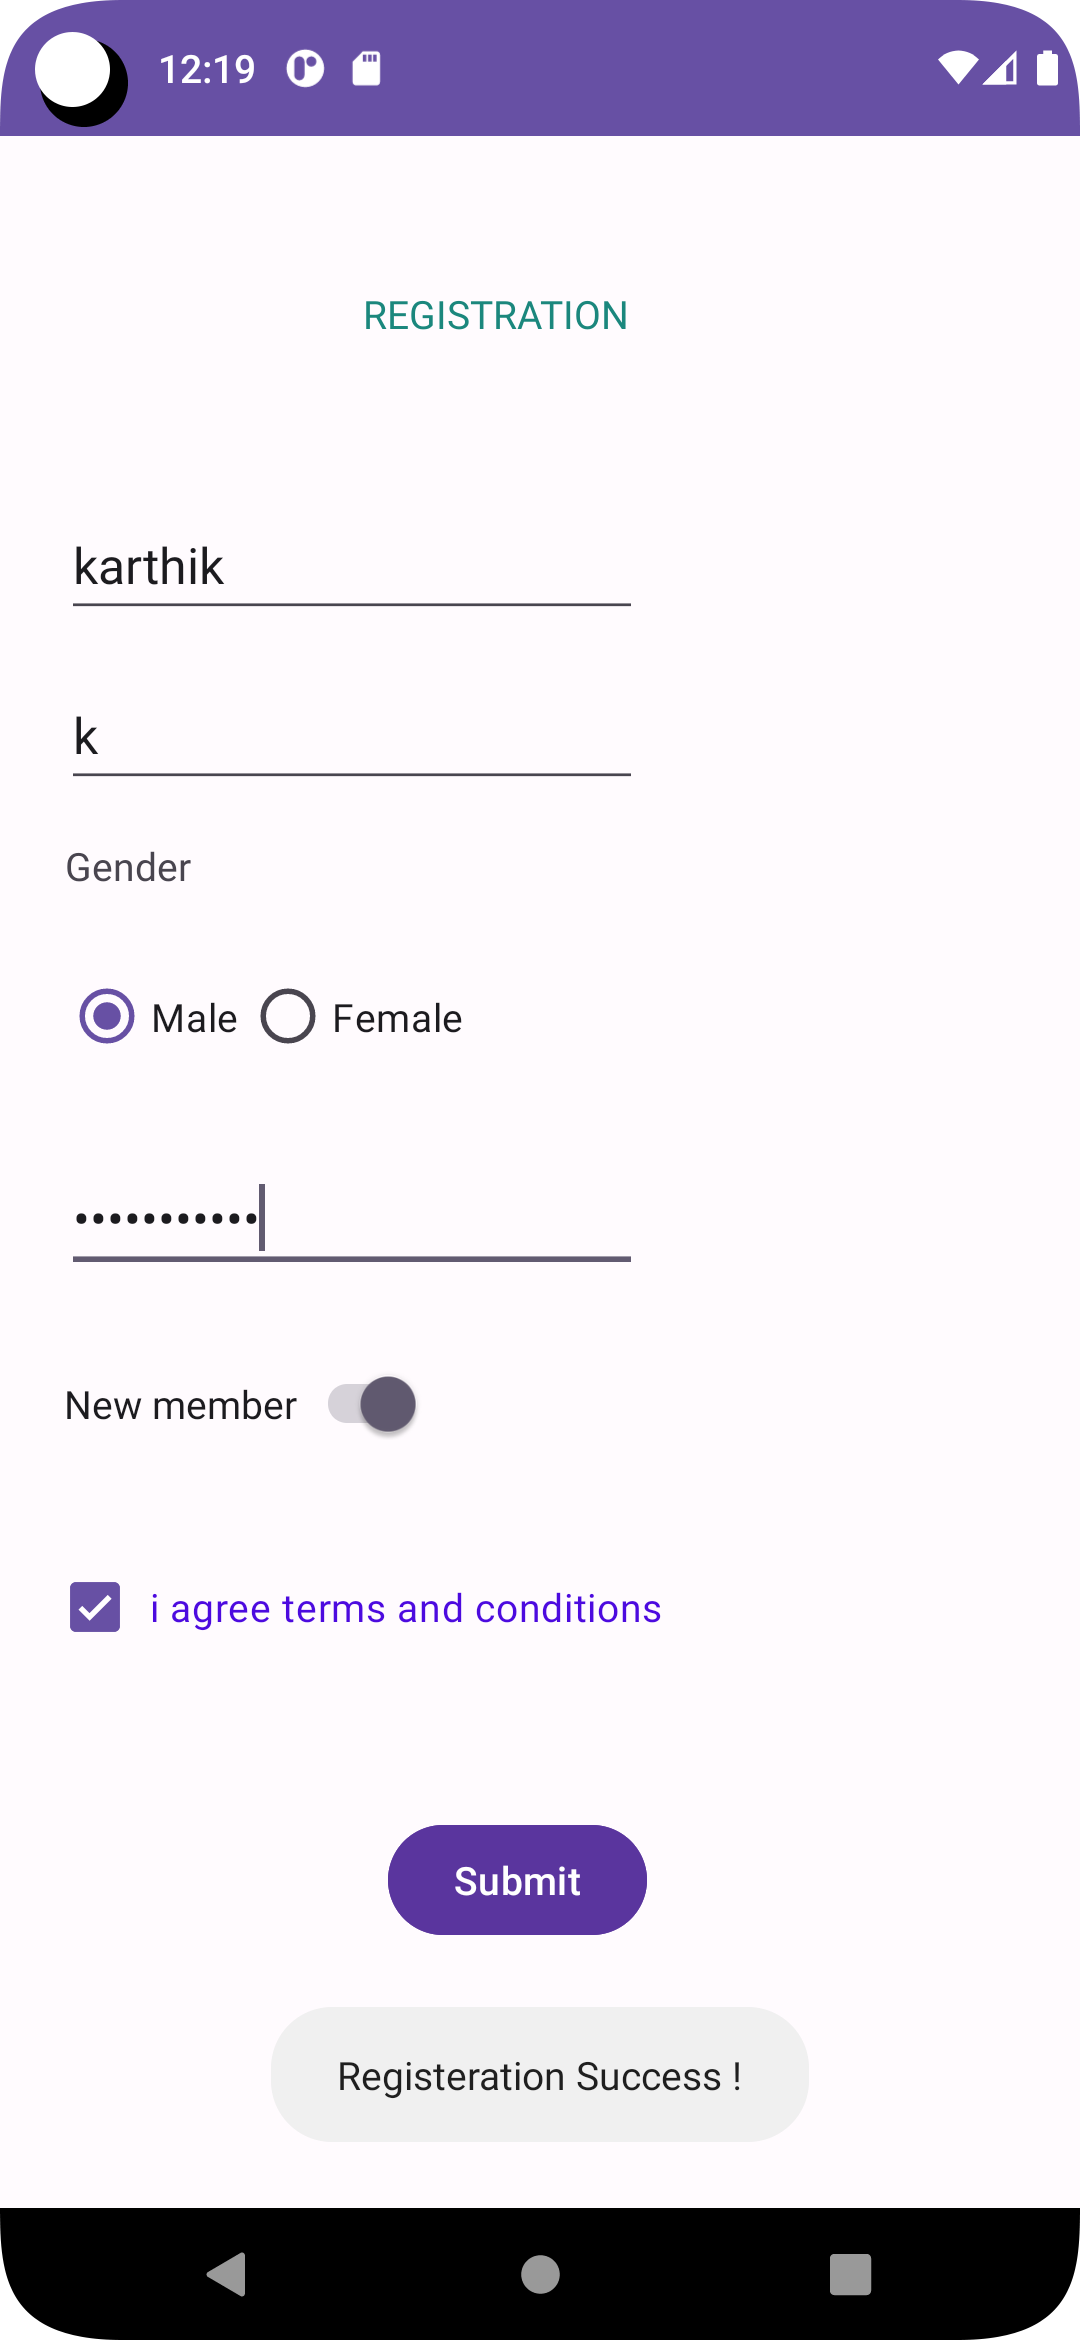 12:19
REGISTRATION
karthik
k
Gender
Male Female
•••••••••••
New member
i agree terms and conditions
Submit
Registeration Success !